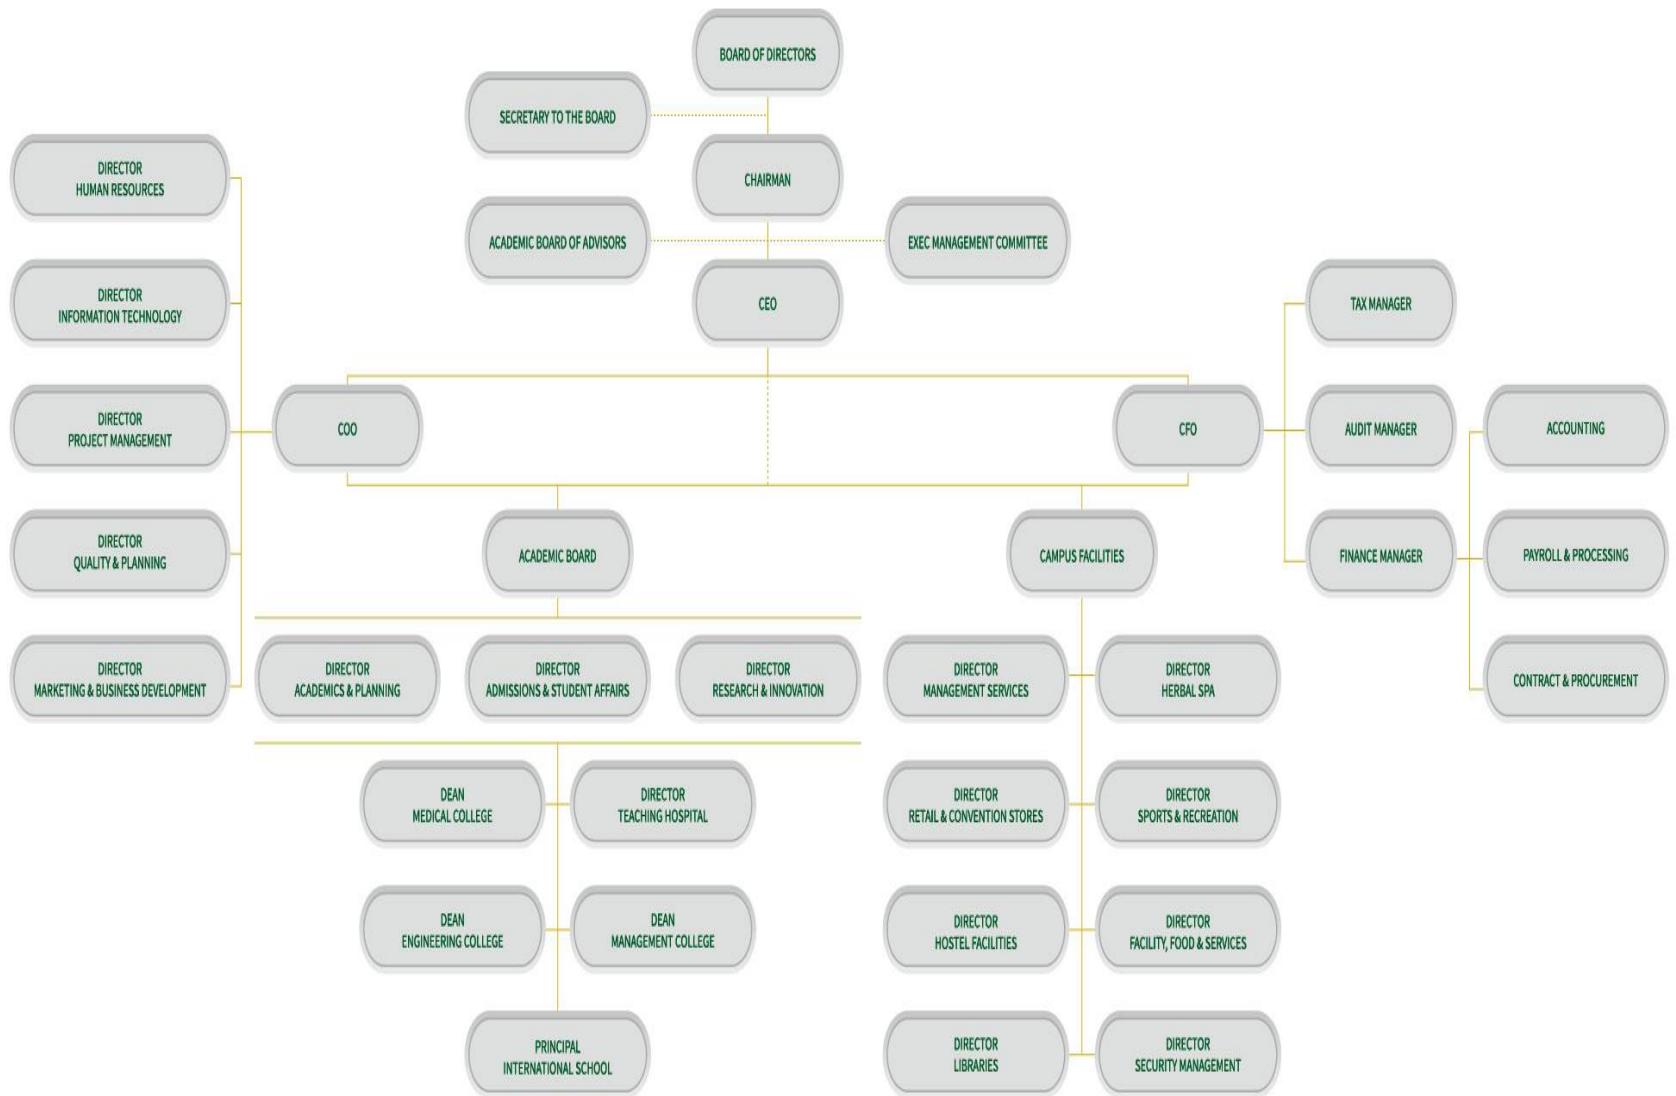 BOARD OF DIRECTORS
SECRETARY TO THE BOARD
CHAIRMAN
ACADEMIC BOARD OF ADVISORS
EXEC MANAGEMENT COMMITTEE
CEO
DIRECTOR
HUMAN RESOURCES
DIRECTOR
INFORMATION TECHNOLOGY
DIRECTOR
PROJECT MANAGEMENT
DIRECTOR
QUALITY & PLANNING
DIRECTOR
MARKETING & BUSINESS DEVELOPMENT
COO
CFO
TAX MANAGER
AUDIT MANAGER
FINANCE MANAGER
ACCOUNTING
PAYROLL & PROCESSING
CONTRACT & PROCUREMENT
ACADEMIC BOARD
DIRECTOR
ACADEMICS & PLANNING
DIRECTOR
ADMISSIONS & STUDENT AFFAIRS
DIRECTOR
RESEARCH & INNOVATION
DEAN
MEDICAL COLLEGE
DIRECTOR
TEACHING HOSPITAL
DEAN
ENGINEERING COLLEGE
DEAN
MANAGEMENT COLLEGE
PRINCIPAL
INTERNATIONAL SCHOOL
CAMPUS FACILITIES
DIRECTOR
MANAGEMENT SERVICES
DIRECTOR
HERBAL SPA
DIRECTOR
RETAIL & CONVENTION STORES
DIRECTOR
SPORTS & RECREATION
DIRECTOR
HOSTEL FACILITIES
DIRECTOR
FACILITY, FOOD & SERVICES
DIRECTOR
LIBRARIES
DIRECTOR
SECURITY MANAGEMENT